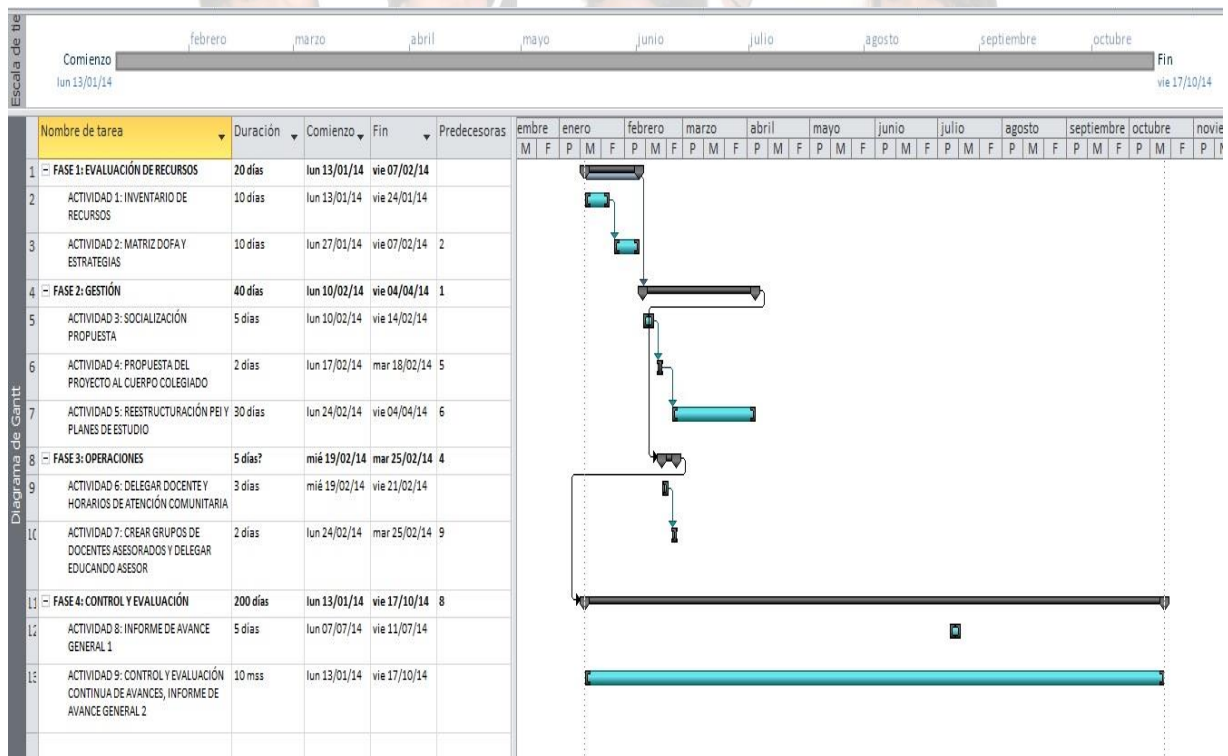 Escala de tie
febrero marzo abril mayo junio julio agosto septiembre octubre
Comienzo
lun 13/01/14
Fin
vie 17/10/14
Diagrama de Gantt
Nombre de tarea Duración Comienzo Fin Predecesoras
embre enero febrero marzo abril mayo junio julio agosto septiembre octubre novie
M F P M F P M F P M F P M F P M F P M F P M F P M F P M F P M F P M
1 FASE 1: EVALUACIÓN DE RECURSOS 20 días lun 13/01/14 vie 07/02/14
2 ACTIVIDAD 1: INVENTARIO DE 10 días lun 13/01/14 vie 24/01/14
RECURSOS
3 ACTIVIDAD 2: MATRIZ DOFA Y 10 días lun 27/01/14 vie 07/02/14 2
ESTRATEGIAS
4 FASE 2: GESTIÓN 40 días lun 10/02/14 vie 04/04/14 1
5 ACTIVIDAD 3: SOCIALIZACIÓN 5 días lun 10/02/14 vie 14/02/14
PROPUESTA
6 ACTIVIDAD 4: PROPUESTA DEL 2 días lun 17/02/14 mar 18/02/14 5
PROYECTO AL CUERPO COLEGIADO
7 ACTIVIDAD 5: REESTRUCTURACIÓN PEI Y 30 días lun 24/02/14 vie 04/04/14 6
PLANES DE ESTUDIO
8 FASE 3: OPERACIONES 5 días? mié 19/02/14 mar 25/02/14 4
9 ACTIVIDAD 6: DELEGAR DOCENTE Y 3 días mié 19/02/14 vie 21/02/14
HORARIOS DE ATENCIÓN COMUNITARIA
10 ACTIVIDAD 7: CREAR GRUPOS DE 2 días lun 24/02/14 mar 25/02/14 9
DOCENTES ASESORADOS Y DELEGAR
EDUCANDO ASESOR
11 FASE 4: CONTROL Y EVALUACIÓN 200 días lun 13/01/14 vie 17/10/14 8
12 ACTIVIDAD 8: INFORME DE AVANCE 5 días lun 07/07/14 vie 11/07/14
GENERAL 1
13 ACTIVIDAD 9: CONTROL Y EVALUACIÓN 10 mss lun 13/01/14 vie 17/10/14
CONTINUA DE AVANCES, INFORME DE
AVANCE GENERAL 2